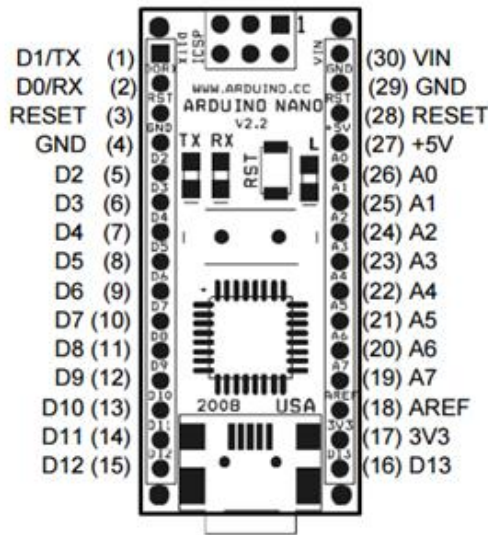 D1/TX (1)
D0/RX (2)
RESET (3)
GND (4)
D2 (5)
D3 (6)
D4 (7)
D5 (8)
D6 (9)
D7 (10)
D8 (11)
D9 (12)
D10 (13)
D11 (14)
D12 (15)
ICSP
1
VIN
WWW.ARDUINO.CC
ARDUINO NANO
V2.2
TX RX
RST
L
RST
GND
D2
D3
D4
D5
D6
D7
D8
D9
D10
D11
D12
GND
RST
+5V
A0
A1
A2
A3
A4
A5
A6
A7
AREF
3V3
D13
2008 USA
(30) VIN
(29) GND
(28) RESET
(27) +5V
(26) A0
(25) A1
(24) A2
(23) A3
(22) A4
(21) A5
(20) A6
(19) A7
(18) AREF
(17) 3V3
(16) D13